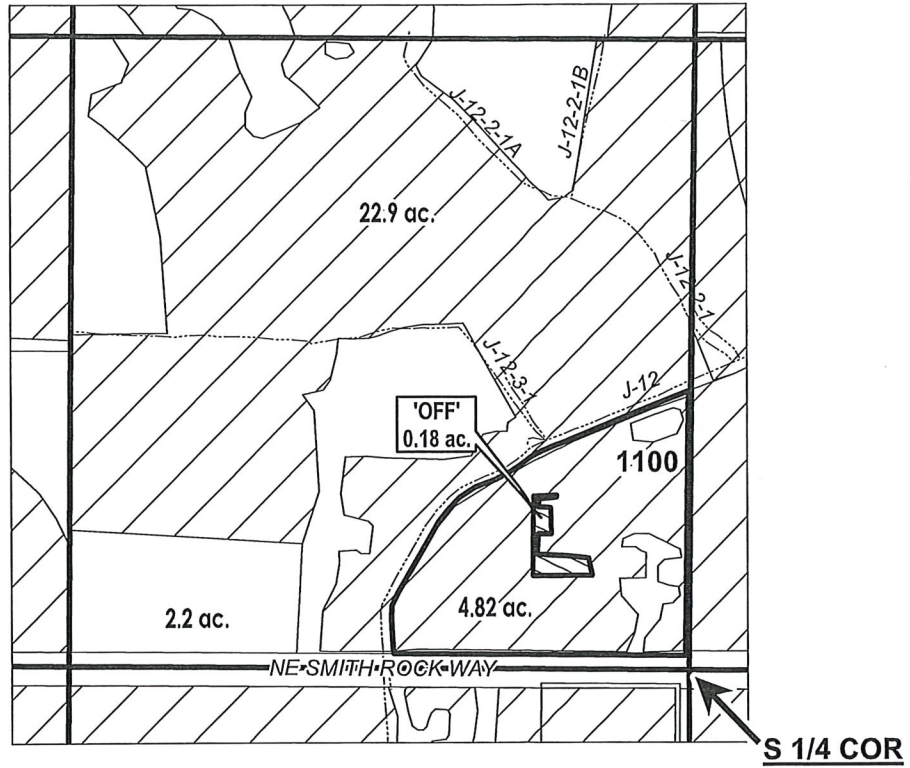 J-12-2-1A
J-12-2-1B
22.9 ac.
J-12-2-1
J-12-3-1
J-12
'OFF'
0.18 ac.
1100
4.82 ac.
2.2 ac.
NE SMITH ROCK WAY
S 1/4 COR